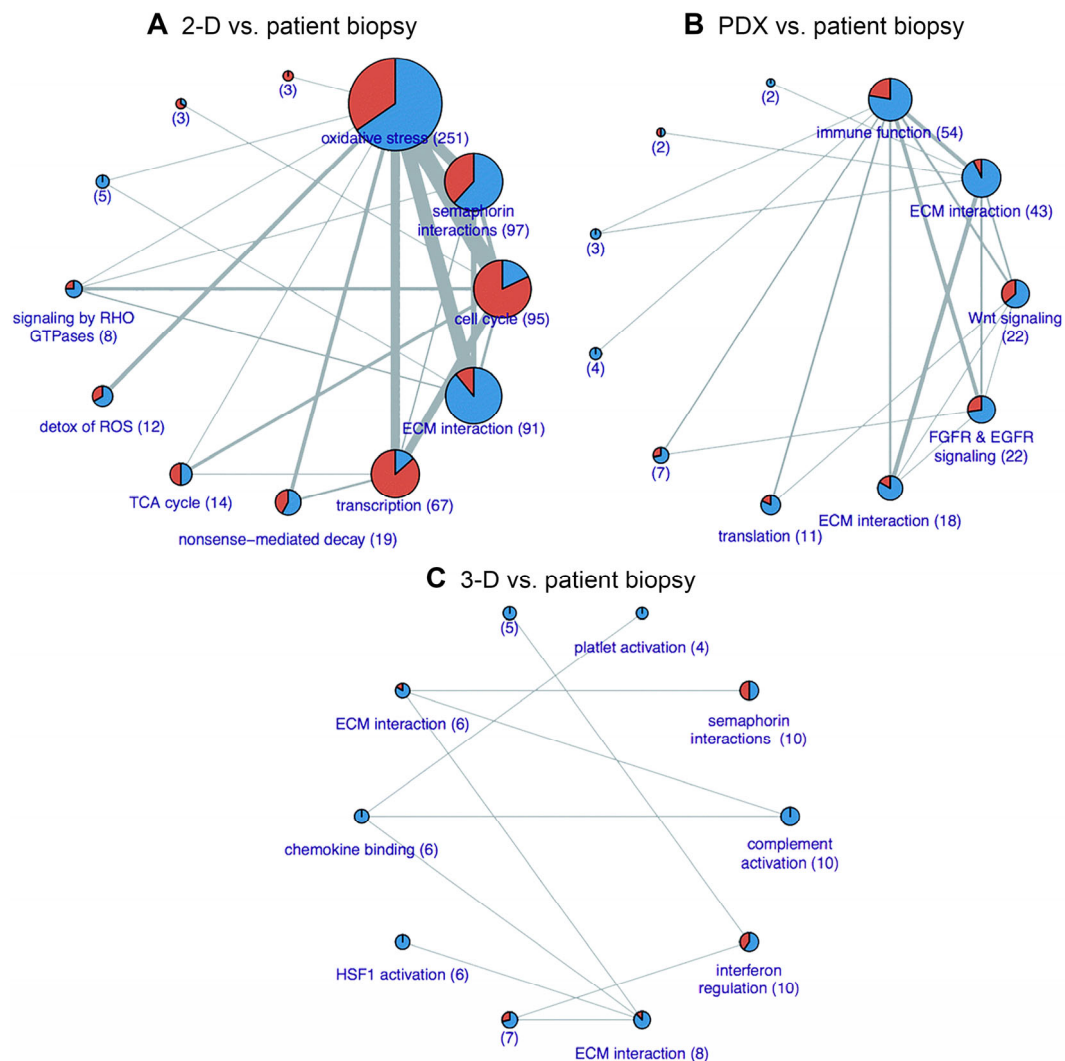 A 2-D vs. patient biopsy
(3)
(3)
oxidative stress (251)
(5)
semaphorin
interactions (97)
signaling by RHO
GTPases (8)
cell cycle (95)
detox of ROS (12)
ECM interaction (91)
TCA cycle (14)
transcription (67)
nonsense-mediated decay (19)
B PDX vs. patient biopsy
(2)
immune function (54)
(2)
ECM interaction (43)
(3)
Wnt signaling
(22)
(4)
FGFR & EGFR
signaling (22)
(7)
ECM interaction (18)
translation (11)
C 3-D vs. patient biopsy
(5)
platlet activation (4)
ECM interaction (6)
semaphorin
interactions (10)
chemokine binding (6)
complement
activation (10)
HSF1 activation (6)
interferon
regulation (10)
(7)
ECM interaction (8)